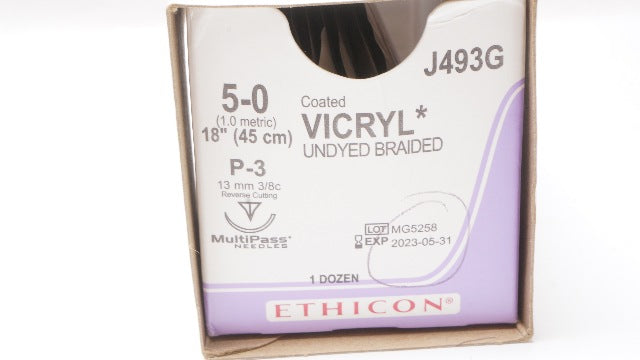 J493G
5-0
(1.0 metric)
18" (45 cm)
Coated
VICRYL*
UNDYED BRAIDED
P-3
13 mm 3/8c
Reverse Cutting
MultiPass*
NEEDLES
LOT MG5258
EXP 2023-05-31
1 DOZEN
ETHICON®